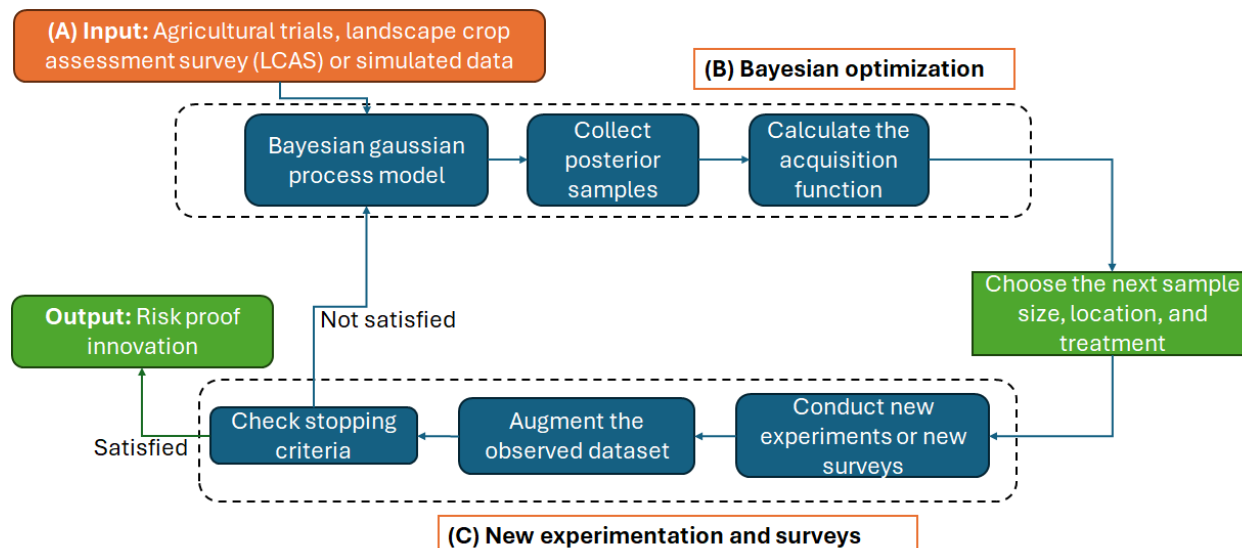 (A) Input: Agricultural trials, landscape crop
assessment survey (LCAS) or simulated data
(B) Bayesian optimization
Bayesian gaussian
process model
Collect
posterior
samples
Calculate the
acquisition
function
Choose the next sample
size, location, and
treatment
Not satisfied
Output: Risk proof
innovation
Satisfied
Check stopping
criteria
Augment the
observed dataset
Conduct new
experiments or new
surveys
(C) New experimentation and surveys